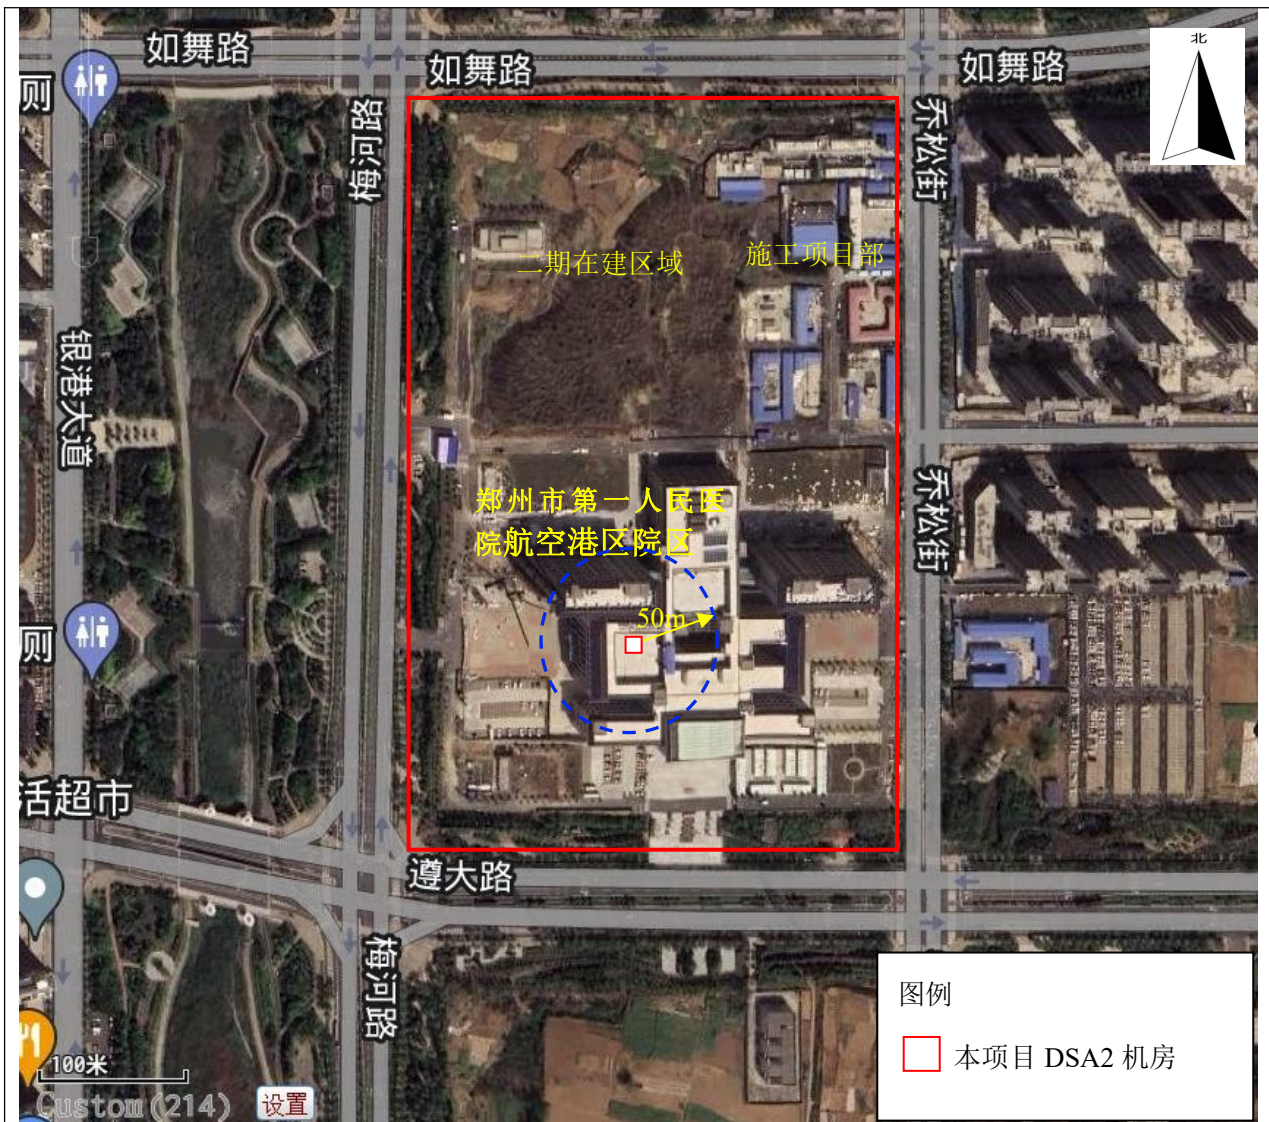 如舞路
如舞路
如舞路
北
厕
梅河路
乔松街
二期在建区域
施工项目部
银港大道
郑州市第一人民医
院航空港区院区
乔松街
50m
厕
活超市
遵大路
梅河路
图例
本项目 DSA2 机房
100米
Custom(214)
设置